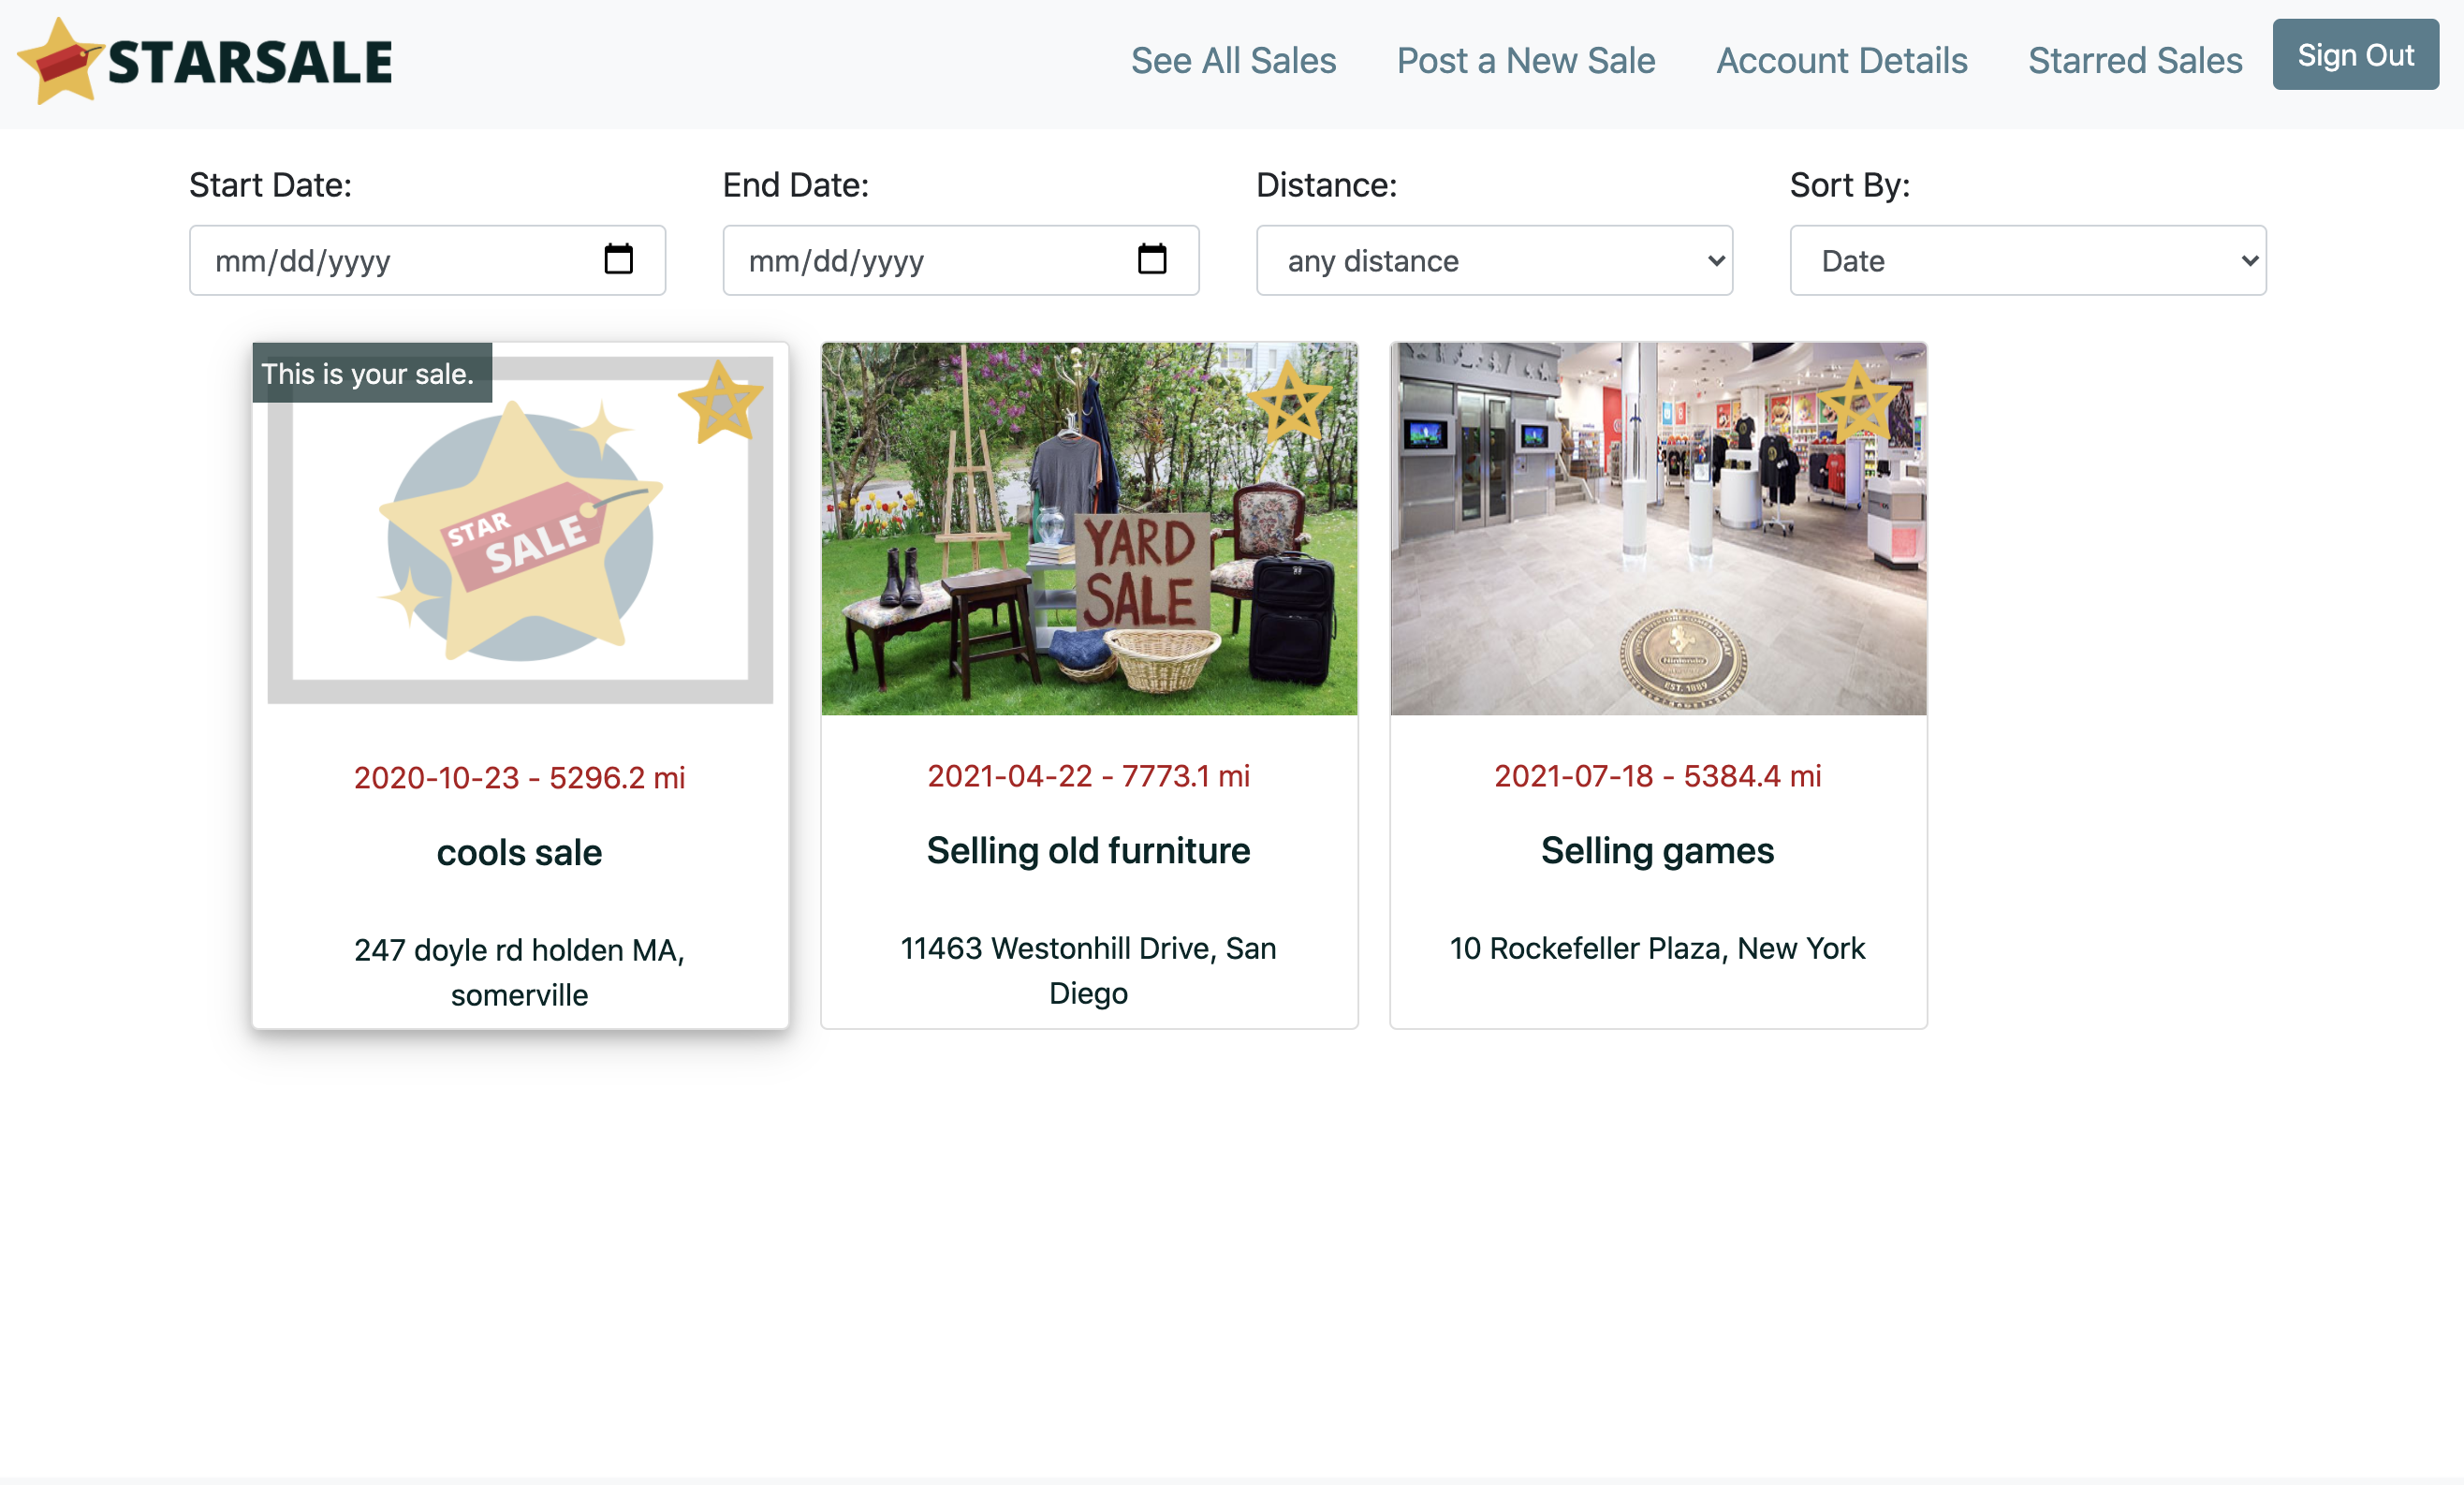 STARSALE
See All Sales
Post a New Sale
Account Details
Starred Sales
Sign Out
Start Date:
End Date:
Distance:
Sort By:
mm/dd/yyyy
mm/dd/yyyy
any distance
Date
This is your sale.
STAR
SALE
YARD
SALE
Nintendo
EST. 1889
2020-10-23 - 5296.2 mi
cools sale
247 doyle rd holden MA,
somerville
2021-04-22 - 7773.1 mi
Selling old furniture
11463 Westonhill Drive, San
Diego
2021-07-18 - 5384.4 mi
Selling games
10 Rockefeller Plaza, New York